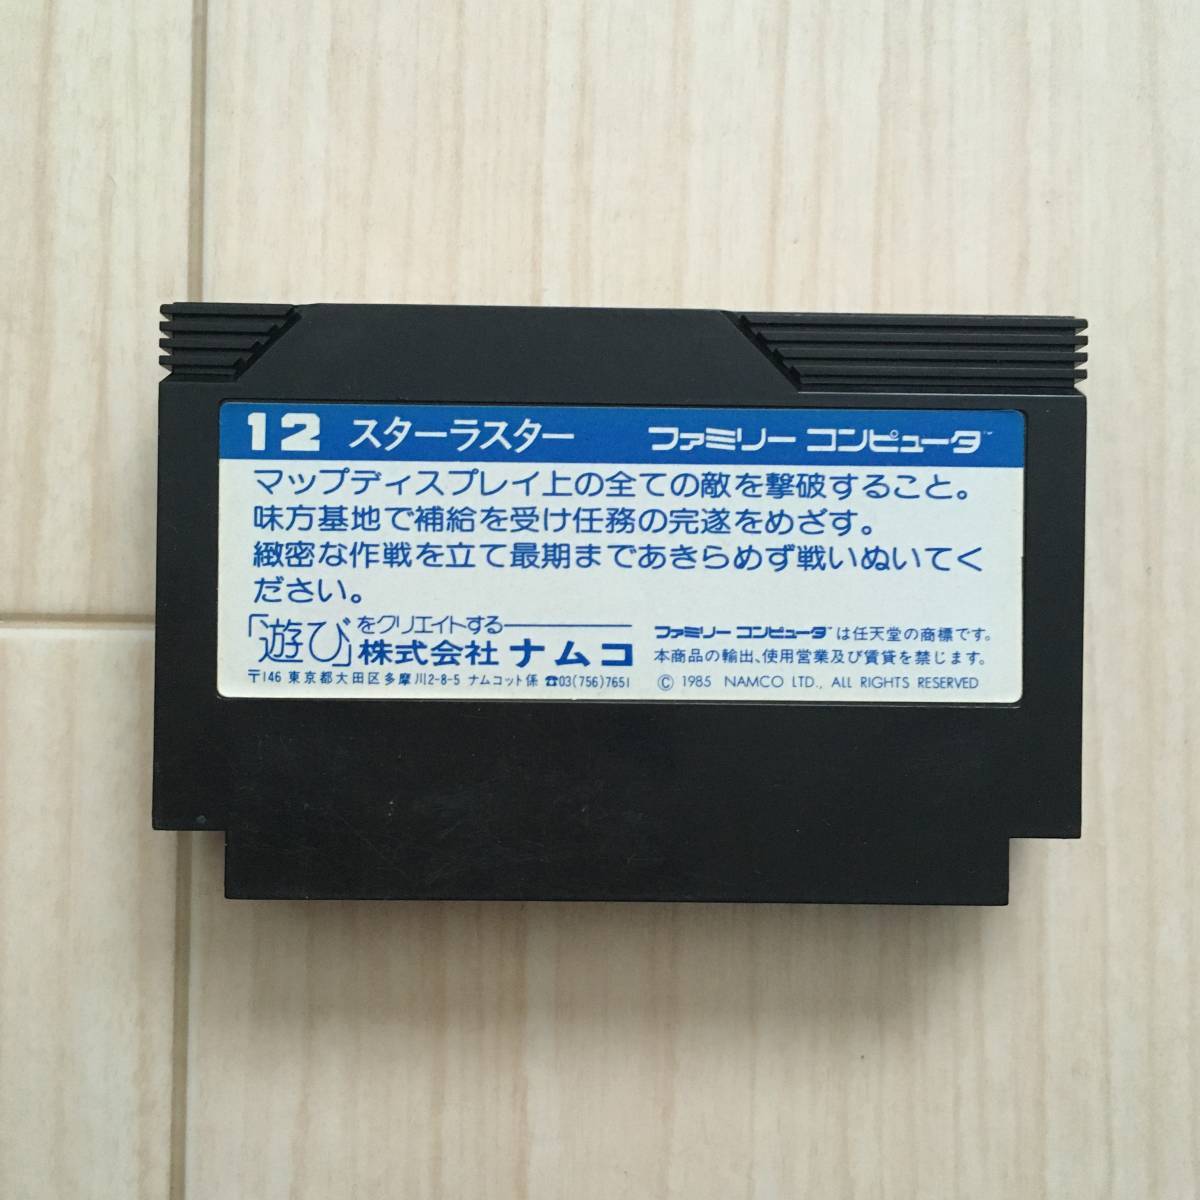 12 スターラスター ファミリー コンピュータ™
マップディスプレイ上の全ての敵を撃破すること。
味方基地で補給を受け任務の完遂をめざす。
緻密な作戦を立て最期まであきらめず戦いぬいてく
ださい。
「遊び」をクリエイトする
株式会社 ナムコ
〒146 東京都大田区多摩川2-8-5 ナムコット係 ☎03(756)7651
ファミリー コンピュータ™は任天堂の商標です。
本商品の輸出、使用営業及び賃貸を禁じます。
© 1985 NAMCO LTD., ALL RIGHTS RESERVED